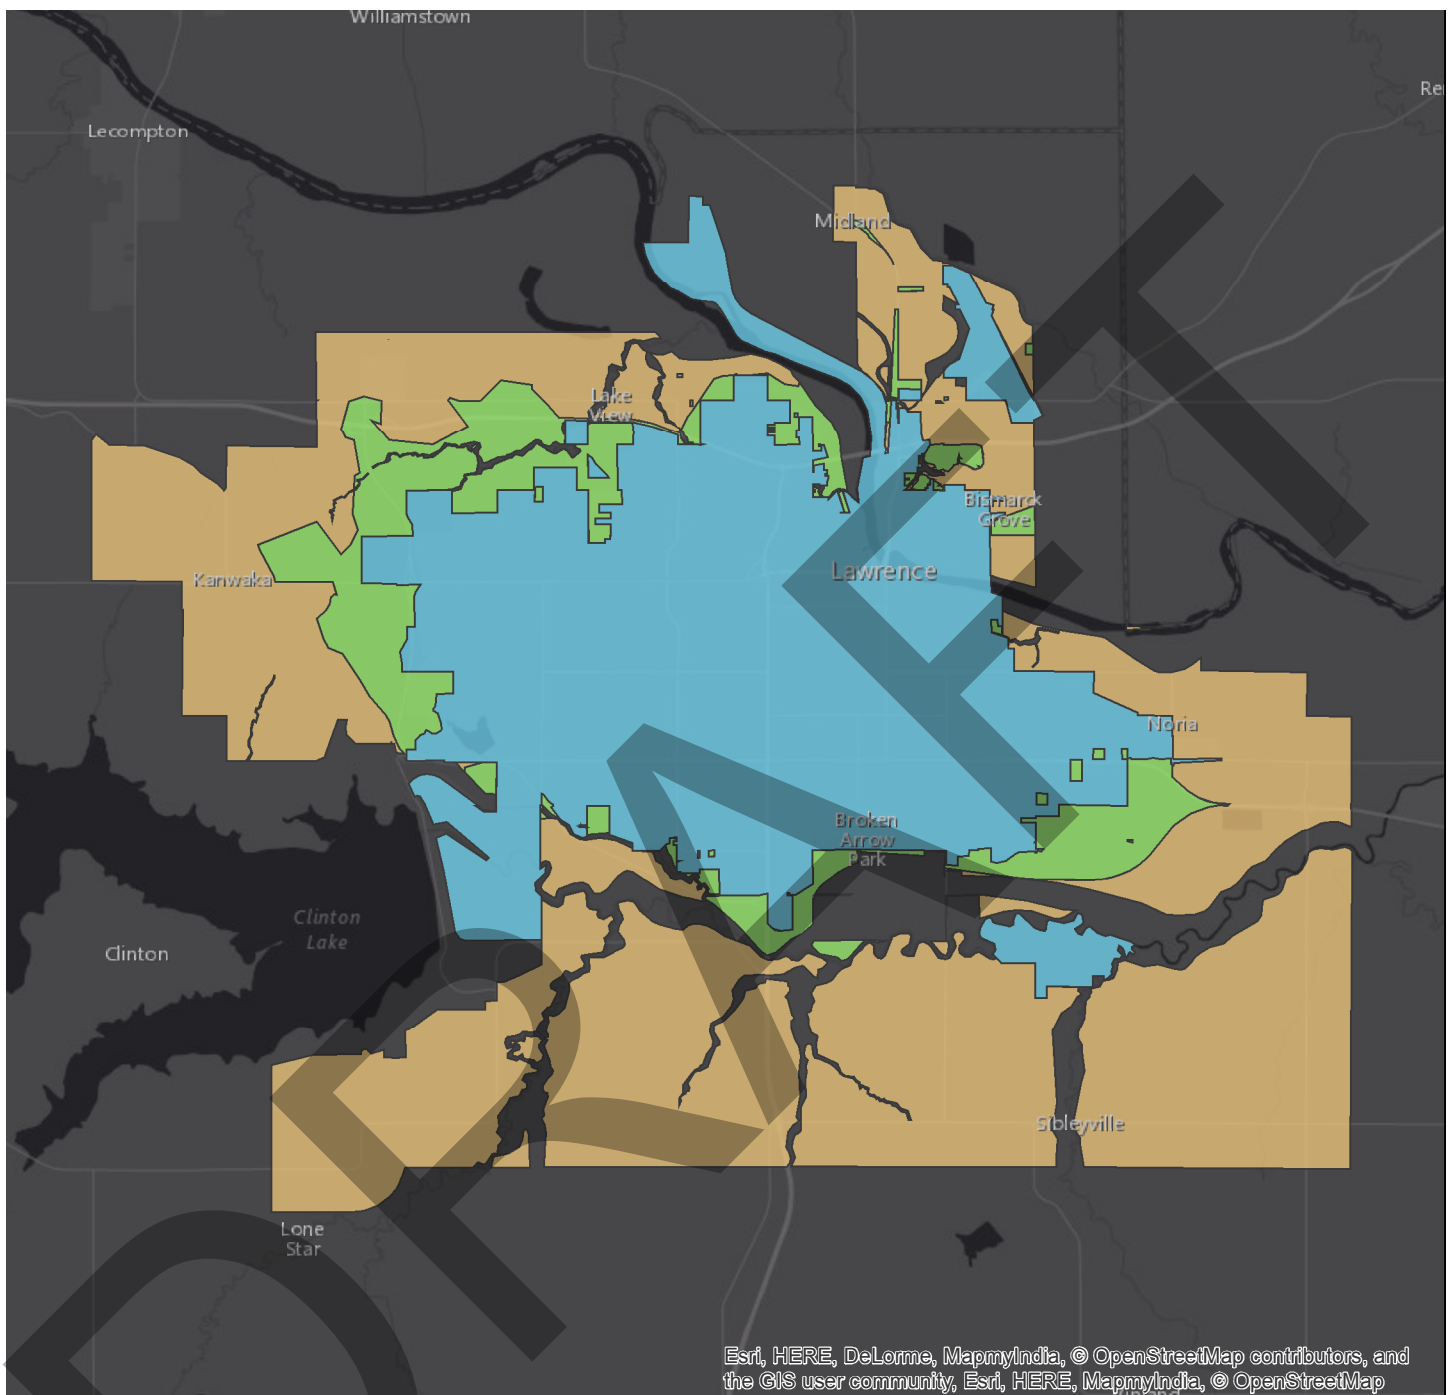 Williamstown
Re
Lecompton
Midland
Lake
View
Bismarck
Grove
Lawrence
Kanwaka
Noria
Broken
Arrow
Park
Clinton
Lake
Clinton
Sibleyville
Lone
Star
DRAFT
Esri, HERE, DeLorme, MapmyIndia, © OpenStreetMap contributors, and
the GIS user community, Esri, HERE, MapmyIndia, © OpenStreetMap